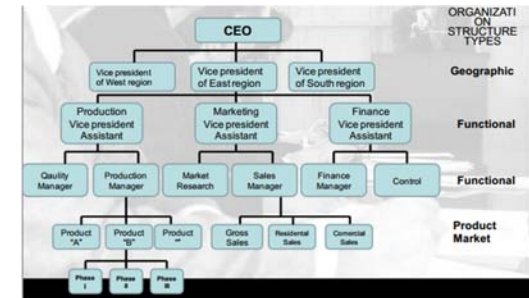 ORGANIZATI
ON
STRUCTURE
TYPES
CEO
Vice president
of West region
Vice president
of East region
Vice president
of South region
Geographic
Production
Vice president
Assistant
Marketing
Vice president
Assistant
Finance
Vice president
Assistant
Functional
Qaulity
Manager
Production
Manager
Market
Research
Sales
Manager
Finance
Manager
Control
Functional
Product
"A"
Product
"B"
Product
""
Gross
Sales
Residental
Sales
Comercial
Sales
Product
Market
Phase
I
Phase
II
Phase
III